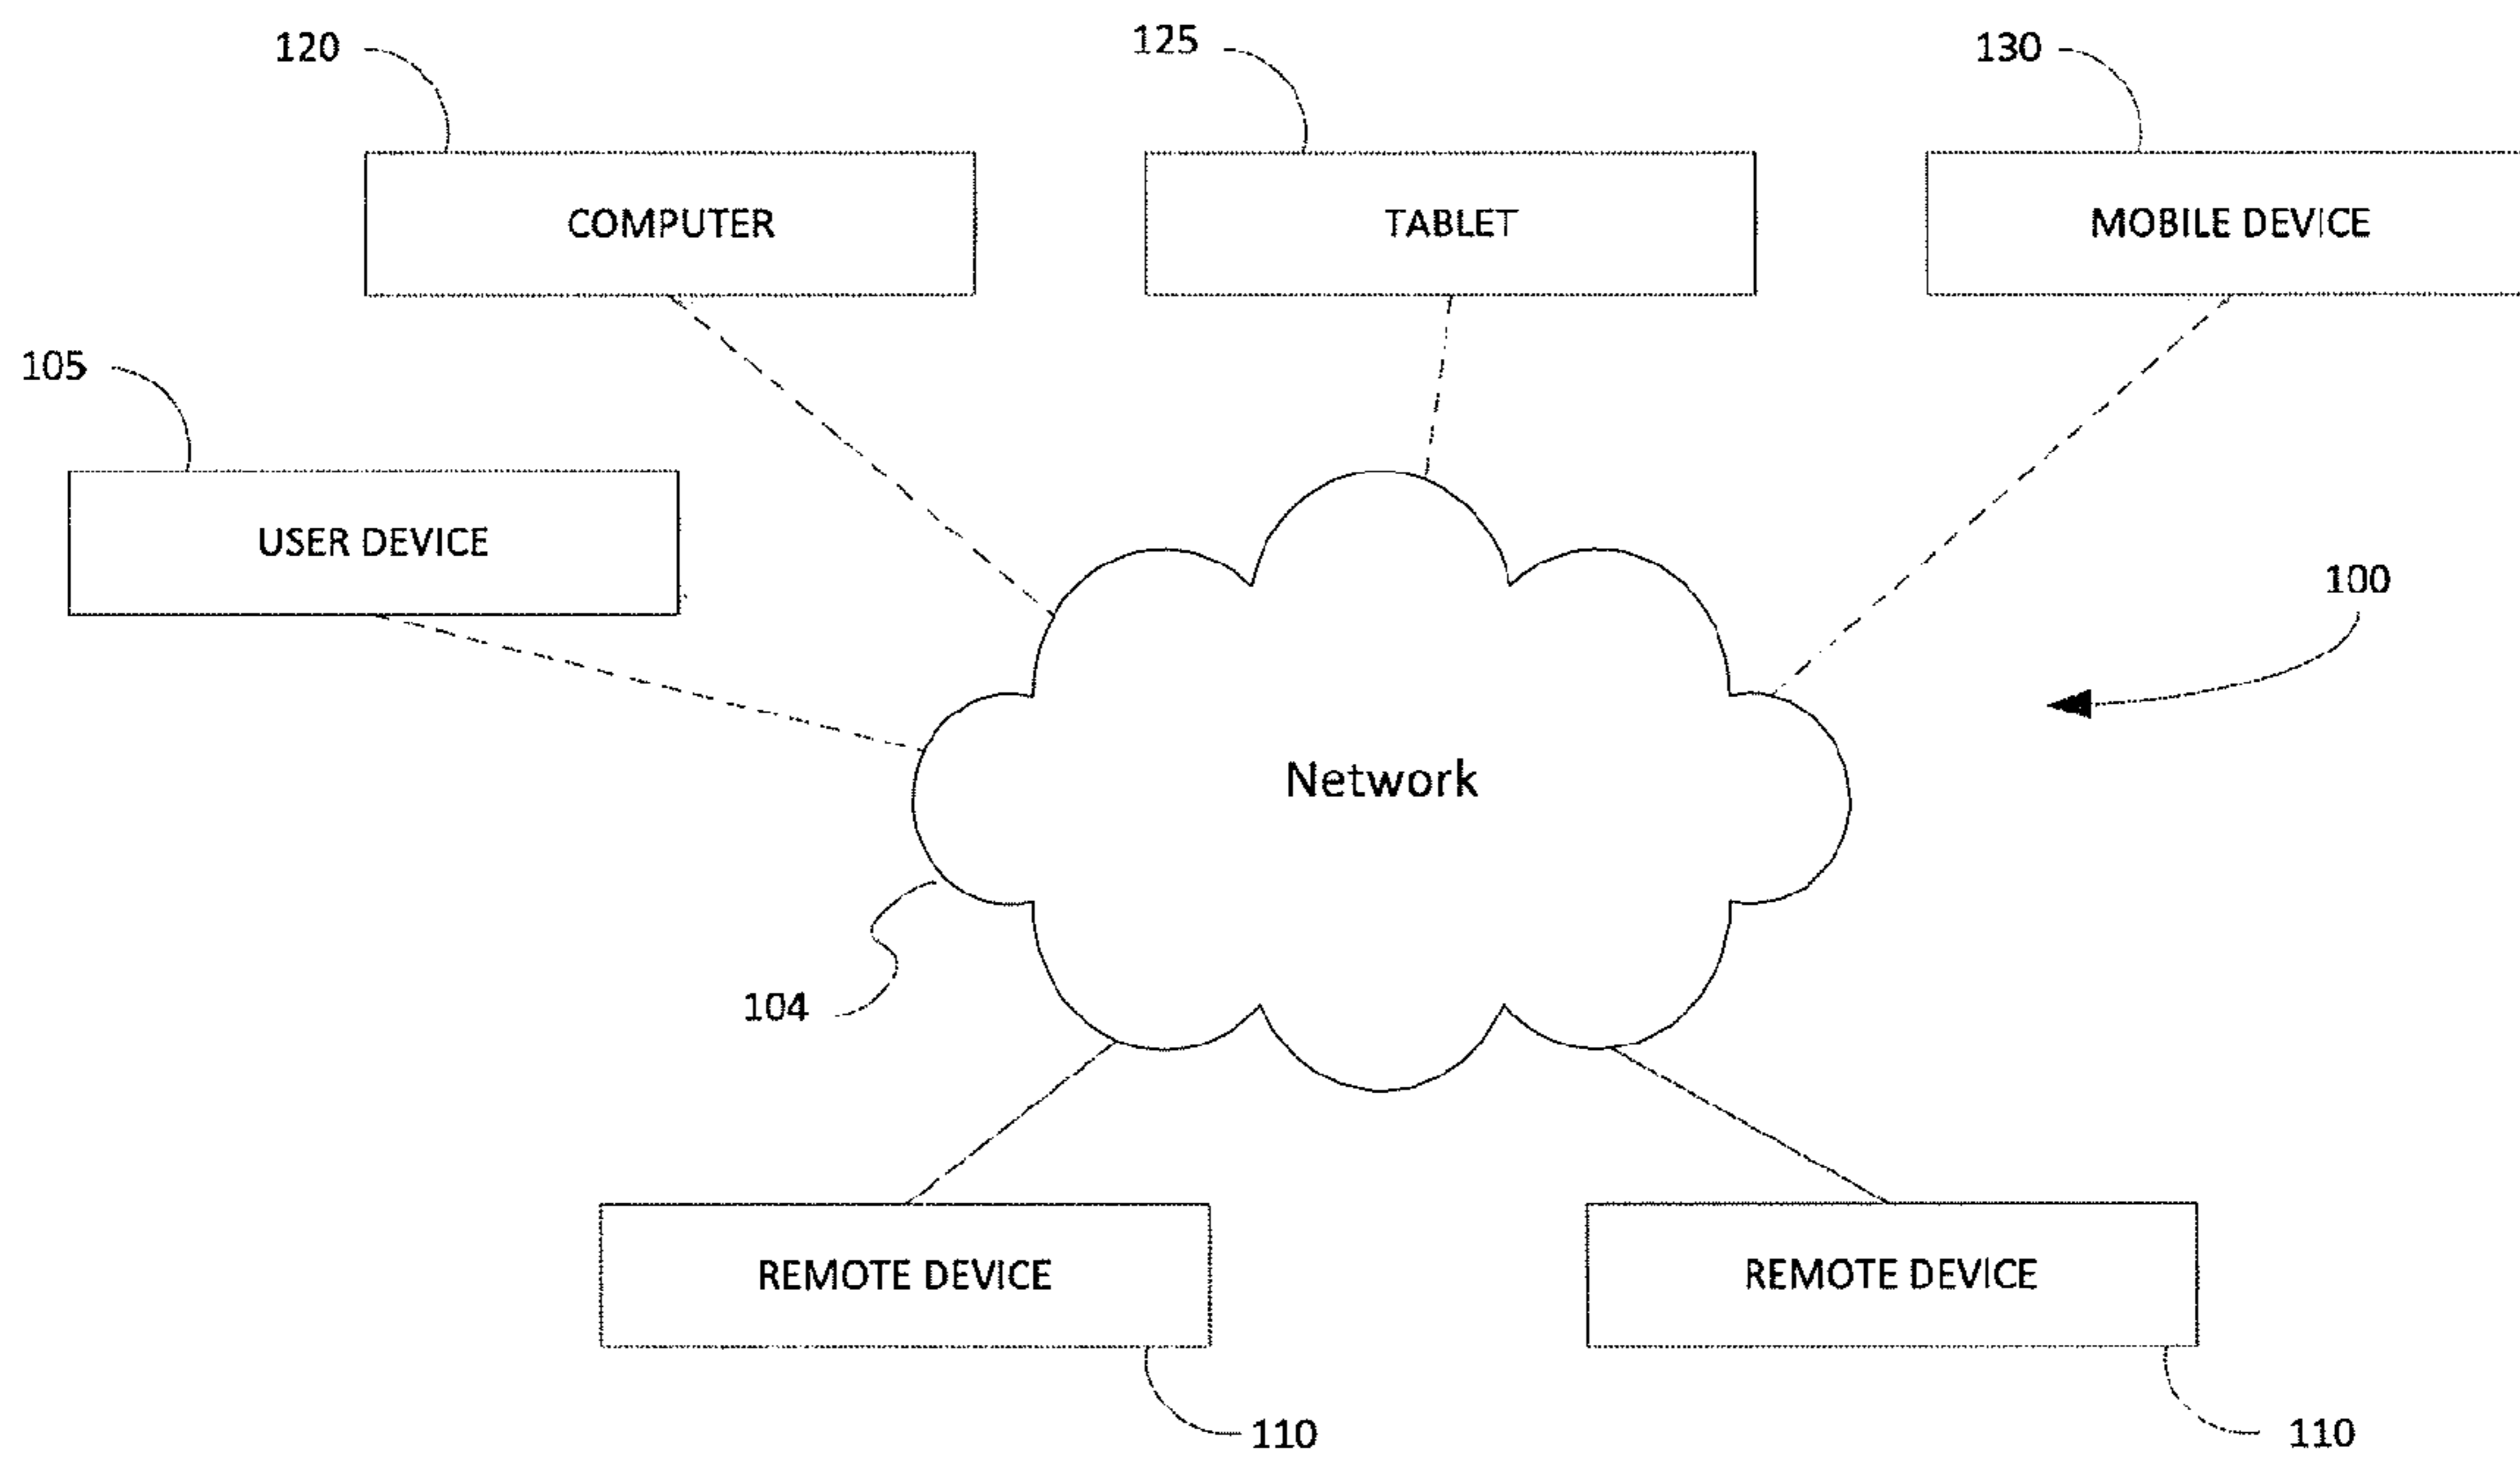 120
125
130
COMPUTER
TABLET
MOBILE DEVICE
105
USER DEVICE
100
Network
104
REMOTE DEVICE
REMOTE DEVICE
110
110